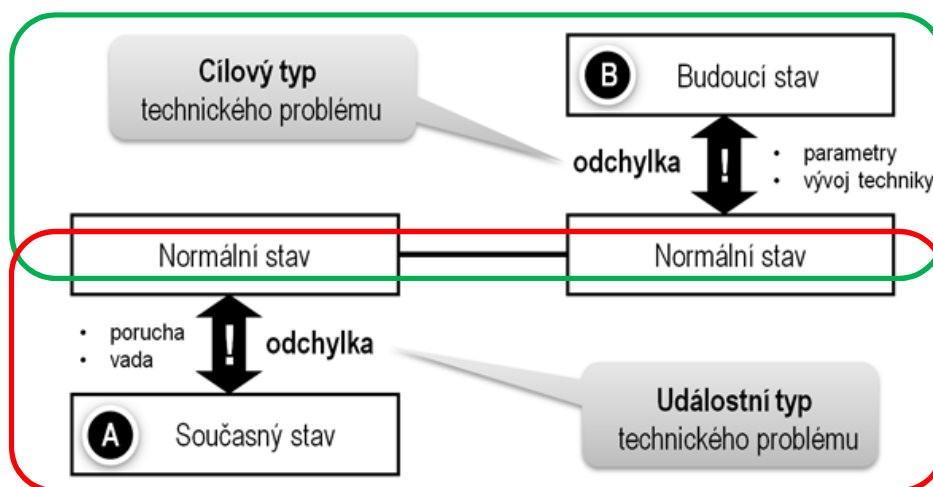 Cílový typ
technického problému
B
Budoucí stav
odchylka
!
• parametry
• vývoj techniky
Normální stav
Normální stav
• porucha
• vada
!
odchylka
A
Současný stav
Událostní typ
technického problému